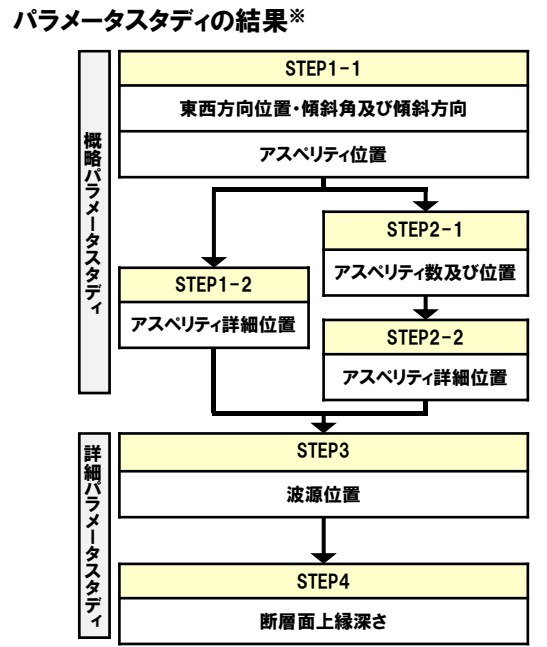 パラメータスタディの結果※
概略パラメータスタディ
STEP1-1
東西方向位置・傾斜角及び傾斜方向
アスペリティ位置
STEP1-2
アスペリティ詳細位置
STEP2-1
アスペリティ数及び位置
STEP2-2
アスペリティ詳細位置
詳細パラメータスタディ
STEP3
波源位置
STEP4
断層面上縁深さ